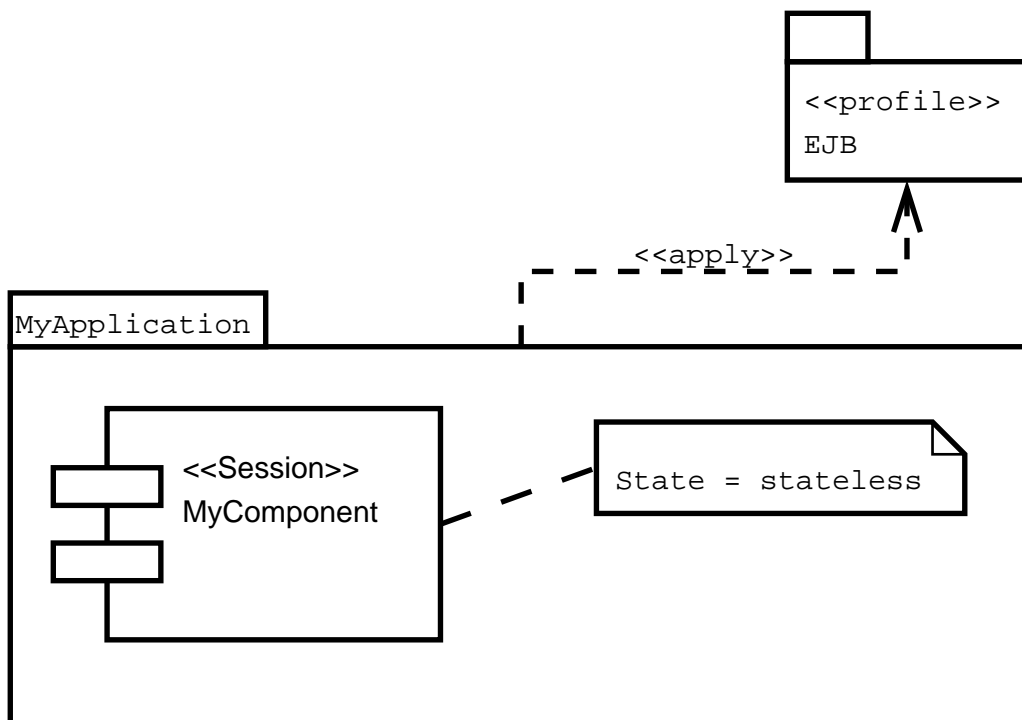 <<profile>>
EJB
<<apply>>
MyApplication
<<Session>>
MyComponent
State = stateless